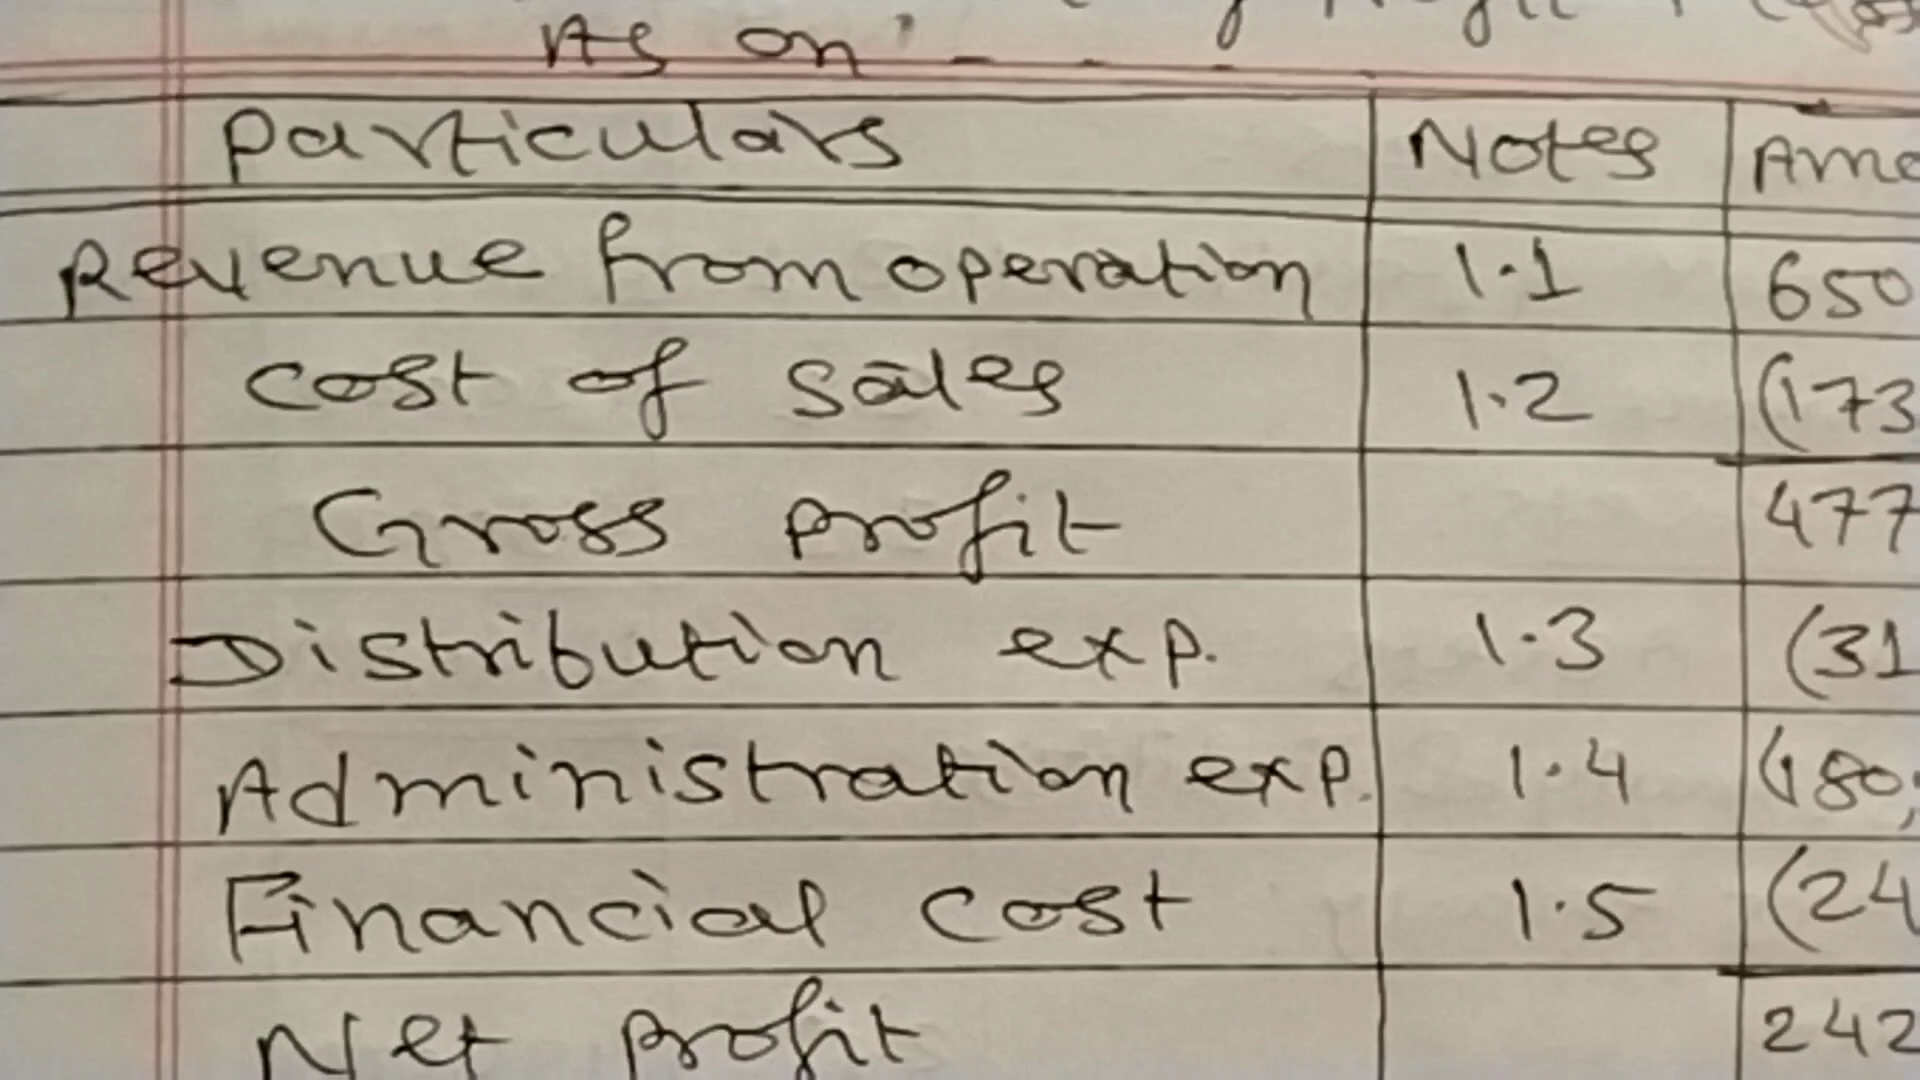 As on
Particulars Notes Amo
Revenue from operation 1.1 650
Cost of sales 1.2 (173
Gross profit 477
Distribution exp. 1.3 (31
Administration exp. 1.4 (180,
Financial cost 1.5 (24
Net profit 242